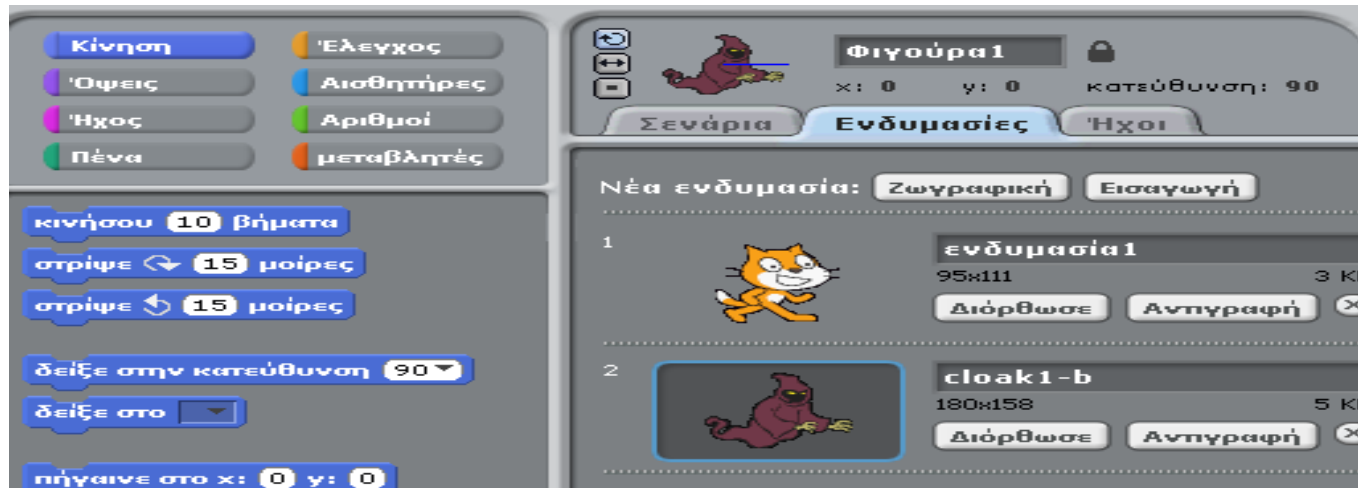 Κίνηση
Έλεγχος
Όψεις
Αισθητήρες
Ήχος
Αριθμοί
Πένα
μεταβλητές
κινήσου 10 βήματα
στρίψε 15 μοίρες
στρίψε 15 μοίρες
δείξε στην κατεύθυνση 90
δείξε στο
πήγαινε στο x: 0 y: 0
Φιγούρα1
x: 0 y: 0 κατεύθυνση: 90
Σενάρια Ενδυμασίες Ήχοι
Νέα ενδυμασία: Ζωγραφική Εισαγωγή
1
ενδυμασία1
95x111 3 K
Διόρθωσε Αντιγραφή
2
cloak1-b
180x158 5 K
Διόρθωσε Αντιγραφή